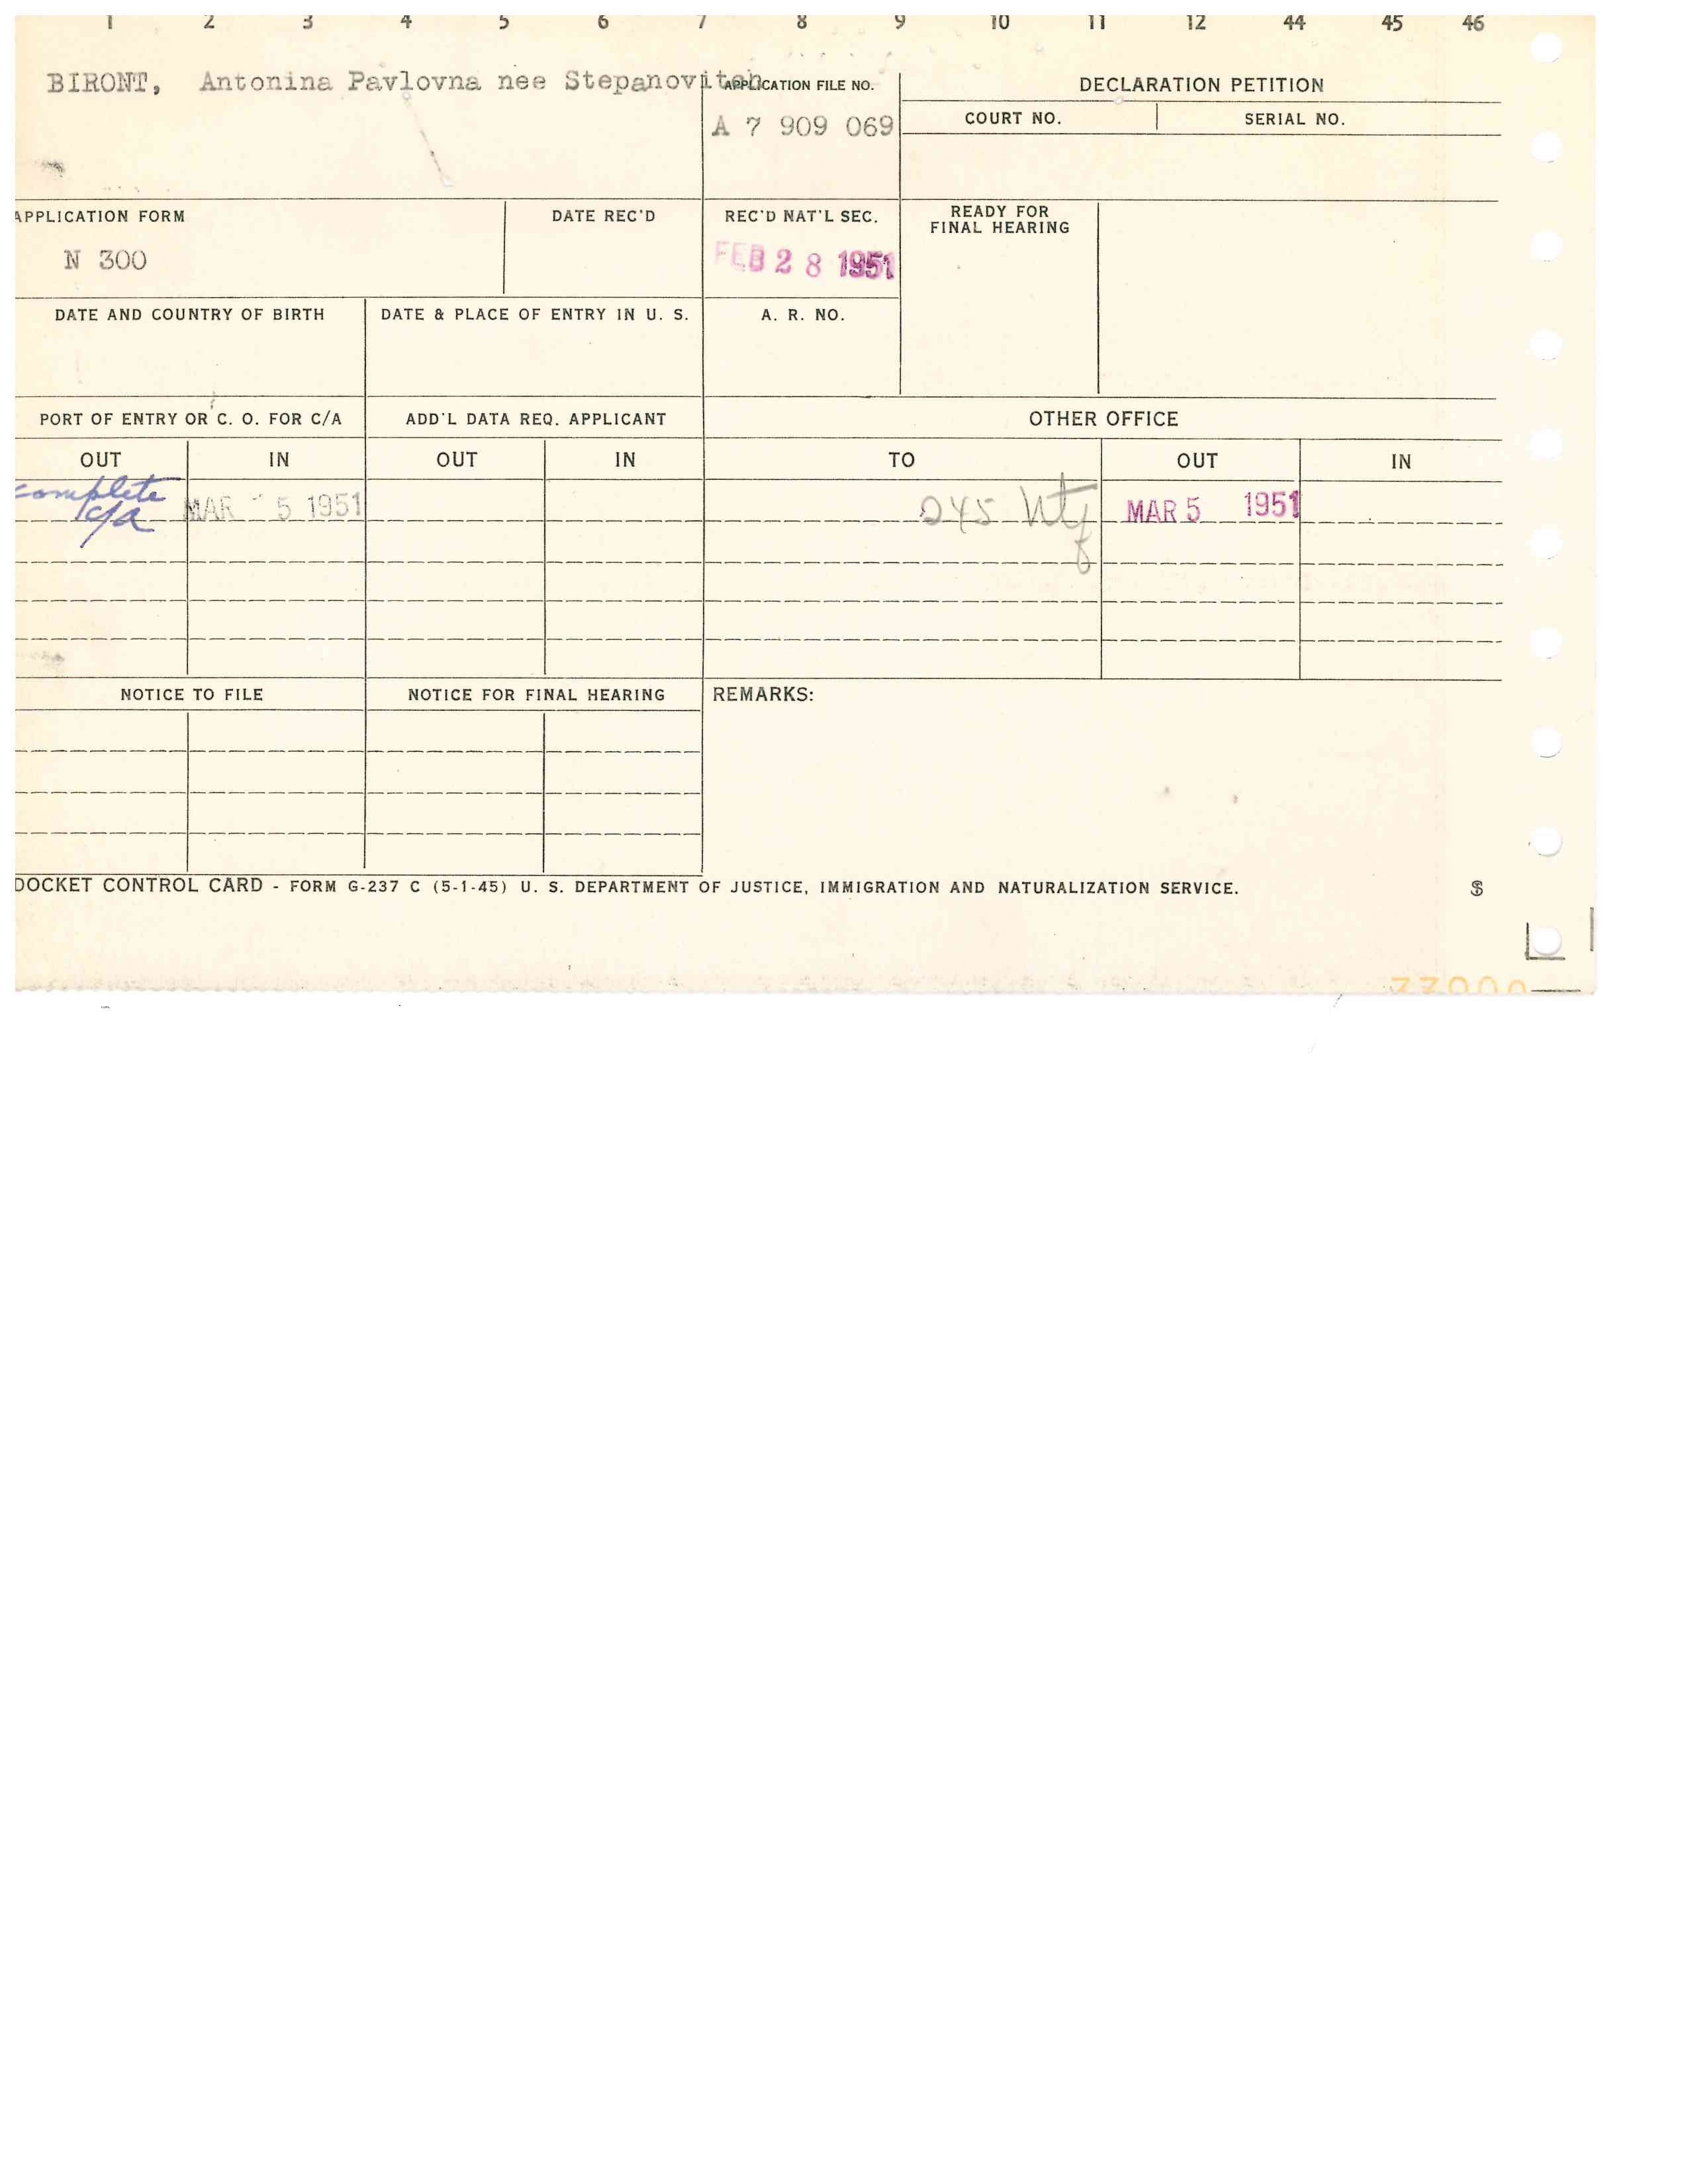 1 2 3 4 5 6 7 8 9 10 11 12 44 45 46
BIRONT, Antonina Pavlovna nee Stepanovitch
APPLICATION FILE NO.
A 7 909 069
DECLARATION PETITION
COURT NO. SERIAL NO.
APPLICATION FORM
N 300
DATE REC'D
REC'D NAT'L SEC.
FEB 28 1951
READY FOR
FINAL HEARING
DATE AND COUNTRY OF BIRTH
DATE & PLACE OF ENTRY IN U. S.
A. R. NO.
PORT OF ENTRY OR C. O. FOR C/A
ADD'L DATA REQ. APPLICANT
OTHER OFFICE
OUT IN OUT IN TO OUT IN
complete
c/a
MAR 5 1951
245
MAR 5 1951
NOTICE TO FILE
NOTICE FOR FINAL HEARING
REMARKS:
DOCKET CONTROL CARD - FORM G-237 C (5-1-45) U. S. DEPARTMENT OF JUSTICE, IMMIGRATION AND NATURALIZATION SERVICE.